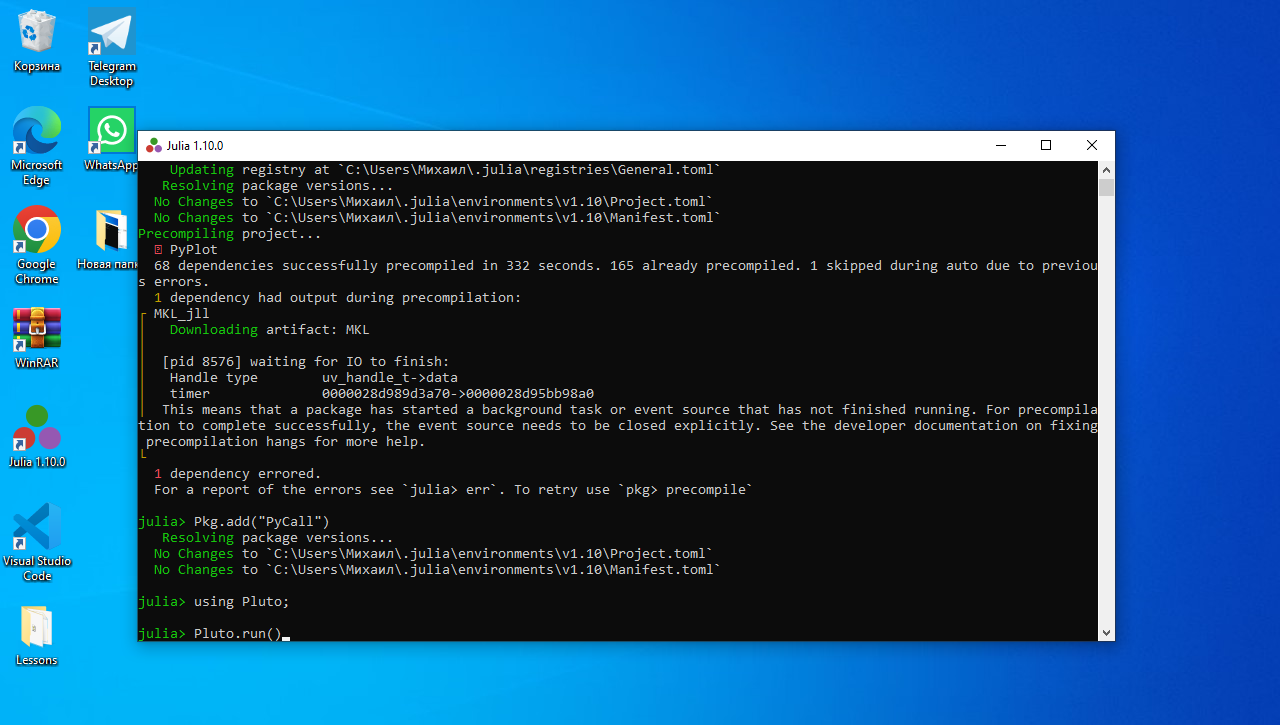 Корзина
Telegram
Desktop
Microsoft
Edge
WhatsApp
Google
Chrome
Новая папк
WinRAR
Julia 1.10.0
Visual Studio
Code
Lessons
Julia 1.10.0
Updating registry at `C:\Users\Михаил\.julia\registries\General.toml`
Resolving package versions...
No Changes to `C:\Users\Михаил\.julia\environments\v1.10\Project.toml`
No Changes to `C:\Users\Михаил\.julia\environments\v1.10\Manifest.toml`
Precompiling project...
PyPlot
68 dependencies successfully precompiled in 332 seconds. 165 already precompiled. 1 skipped during auto due to previou
s errors.
1 dependency had output during precompilation:
┌ MKL_jll
│ Downloading artifact: MKL
│
│ [pid 8576] waiting for IO to finish:
│ Handle type uv_handle_t->data
│ timer 0000028d989d3a70->0000028d95bb98a0
│ This means that a package has started a background task or event source that has not finished running. For precompila
tion to complete successfully, the event source needs to be closed explicitly. See the developer documentation on fixing
precompilation hangs for more help.
└
1 dependency errored.
For a report of the errors see `julia> err`. To retry use `pkg> precompile`
julia> Pkg.add("PyCall")
Resolving package versions...
No Changes to `C:\Users\Михаил\.julia\environments\v1.10\Project.toml`
No Changes to `C:\Users\Михаил\.julia\environments\v1.10\Manifest.toml`
julia> using Pluto;
julia> Pluto.run()